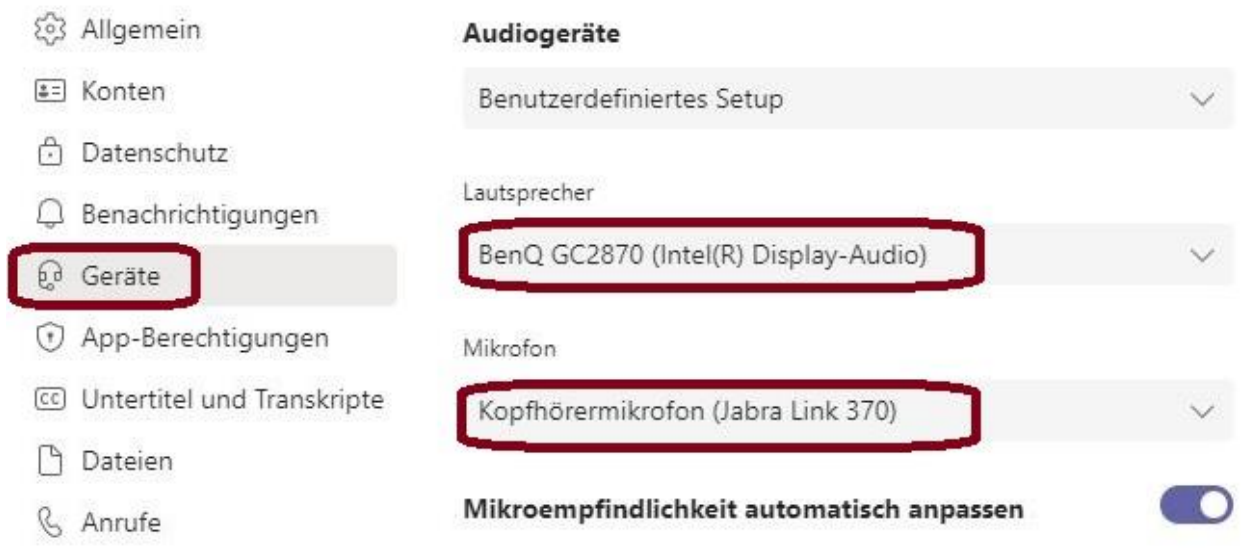 Allgemein
Konten
Datenschutz
Benachrichtigungen
Geräte
App-Berechtigungen
CC Untertitel und Transkripte
Dateien
Anrufe
Audiogeräte
Benutzerdefiniertes Setup
Lautsprecher
BenQ GC2870 (Intel(R) Display-Audio)
Mikrofon
Kopfhörermikrofon (Jabra Link 370)
Mikroempfindlichkeit automatisch anpassen